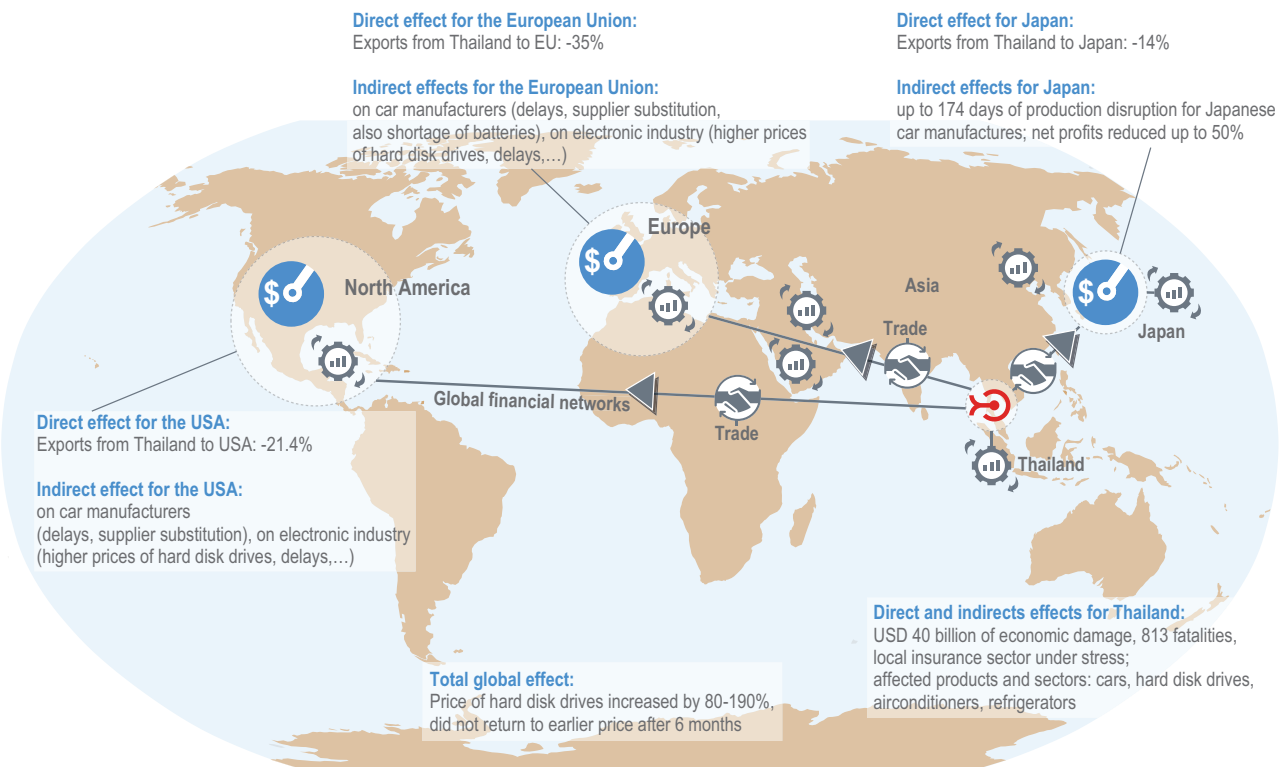 Direct effect for the European Union:
Exports from Thailand to EU: -35%
Indirect effects for the European Union:
on car manufacturers (delays, supplier substitution,
also shortage of batteries), on electronic industry (higher prices
of hard disk drives, delays,…)
Direct effect for Japan:
Exports from Thailand to Japan: -14%
Indirect effects for Japan:
up to 174 days of production disruption for Japanese
car manufactures; net profits reduced up to 50%
Europe
$
North America
$
Asia
$
Japan
Trade
Global financial networks
Trade
Thailand
Direct effect for the USA:
Exports from Thailand to USA: -21.4%
Indirect effect for the USA:
on car manufacturers
(delays, supplier substitution), on electronic industry
(higher prices of hard disk drives, delays,…)
Direct and indirects effects for Thailand:
USD 40 billion of economic damage, 813 fatalities,
local insurance sector under stress;
affected products and sectors: cars, hard disk drives,
airconditioners, refrigerators
Total global effect:
Price of hard disk drives increased by 80-190%,
did not return to earlier price after 6 months